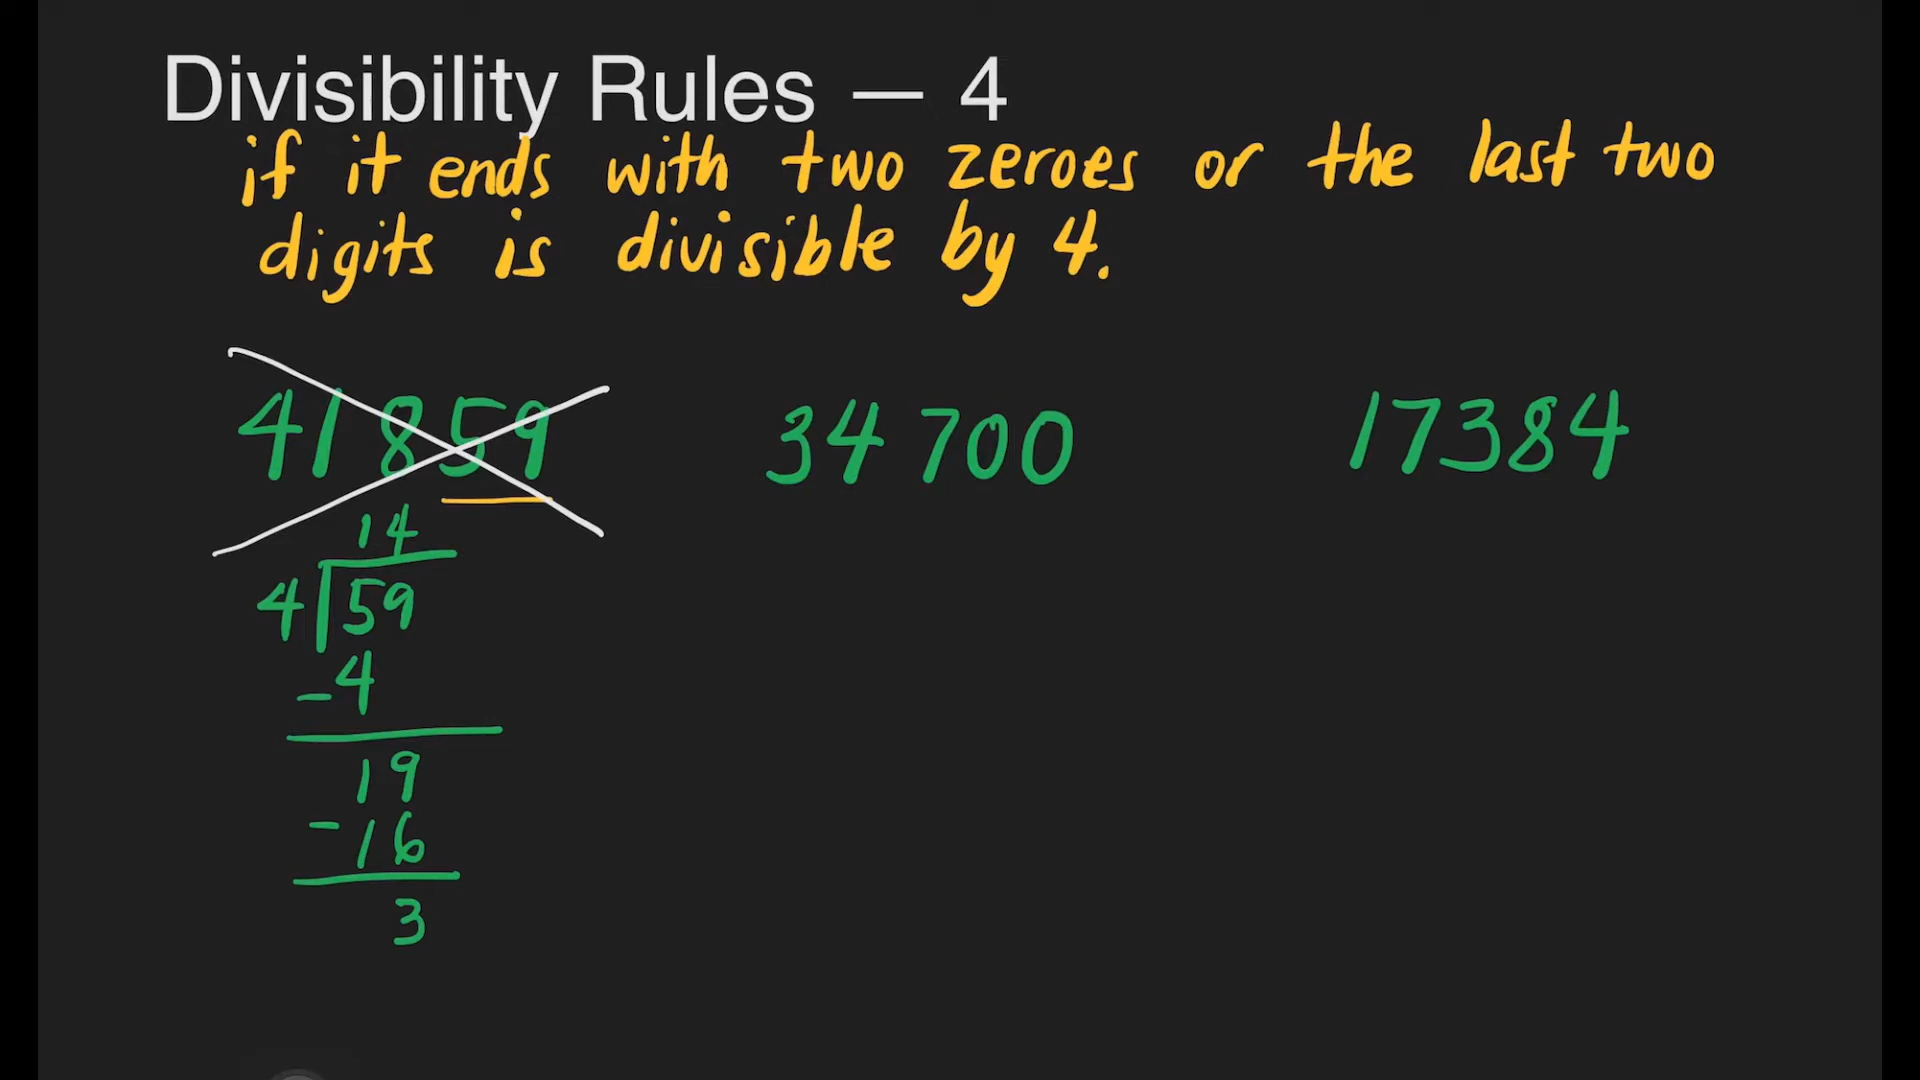 Divisibility Rules — 4
if it ends with two zeroes or the last two
digits is divisible by 4.
41859 34700 17384
14
4 59
-4
19
-16
3